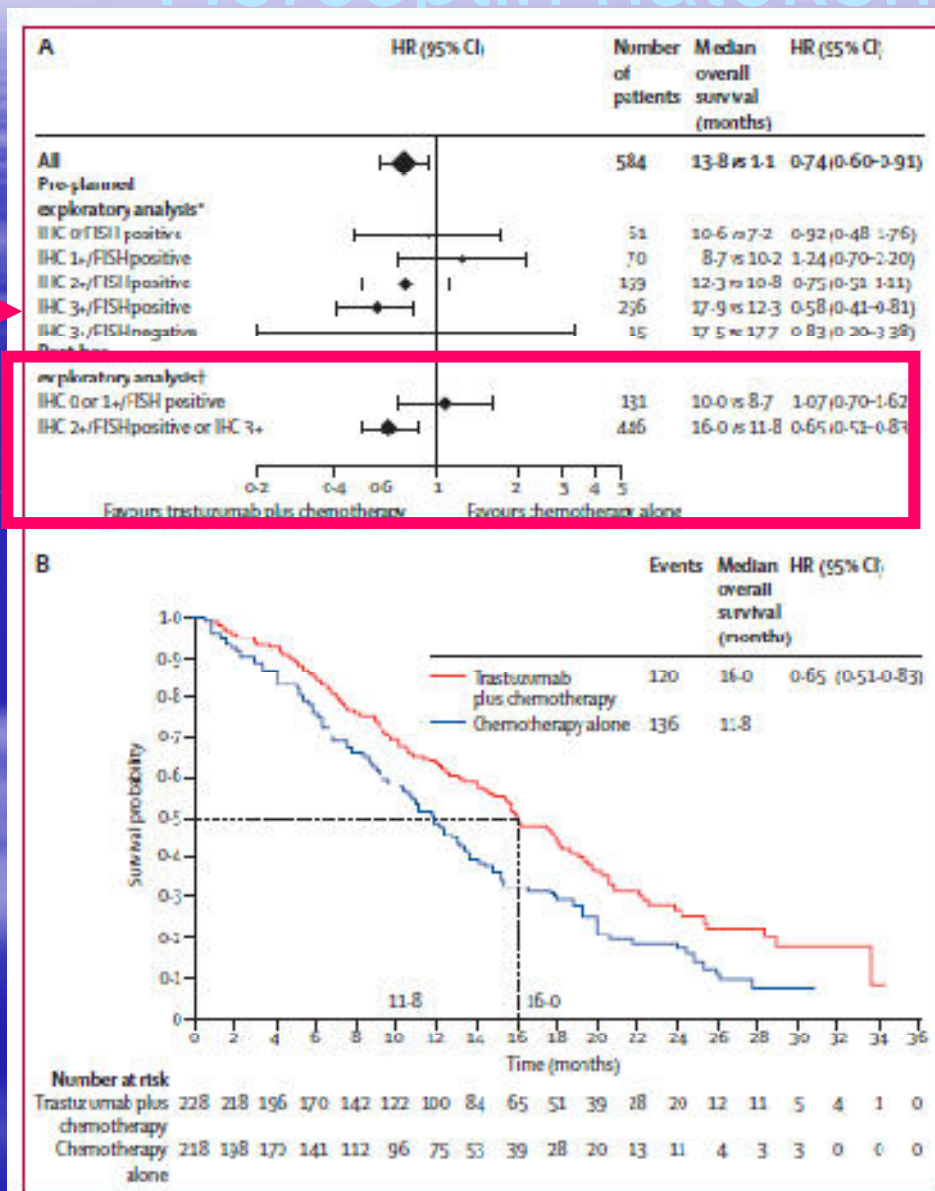 A HR (95% CI) Number Median HR (95% CI)
of overall
patients survival
(months)
All 584 13·8 vs 1·1 0·74 (0·60–0·91)
Pre-planned
exploratory analysis*
IHC 0/FISH positive 51 10·6 vs 7·2 0·92 (0·48 1·76)
IHC 1+/FISH positive 70 8·7 vs 10·2 1·24 (0·70–2·20)
IHC 2+/FISH positive 159 12·3 vs 10·8 0·75 (0·51 1·11)
IHC 3+/FISH positive 256 17·9 vs 12·3 0·58 (0·41–0·81)
IHC 3+/FISH negative 15 17·5 vs 17·7 0·83 (0·20–3·38)
exploratory analysis†
IHC 0 or 1+/FISH positive 131 10·0 vs 8·7 1·07 (0·70–1·62
IHC 2+/FISH positive or IHC 3+ 446 16·0 vs 11·8 0·65 (0·51–0·83
0·2 0·4 0·6 1 2 3 4 5
Favours trastuzumab plus chemotherapy Favours chemotherapy alone
B Events Median HR (95% CI)
overall
survival
(months)
Trastuzumab 120 16·0 0·65 (0·51–0·83)
plus chemotherapy
Chemotherapy alone 136 11·8
Survival probability
1·0
0·9
0·8
0·7
0·6
0·5
0·4
0·3
0·2
0·1
0
11·8 16·0
0 2 4 6 8 10 12 14 16 18 20 22 24 26 28 30 32 34 36
Time (months)
Number at risk
Trastuzumab plus 228 218 196 170 142 122 100 84 65 51 39 28 20 12 11 5 4 1 0
chemotherapy
Chemotherapy 218 198 170 141 112 96 75 53 39 28 20 13 11 4 3 3 0 0 0
alone